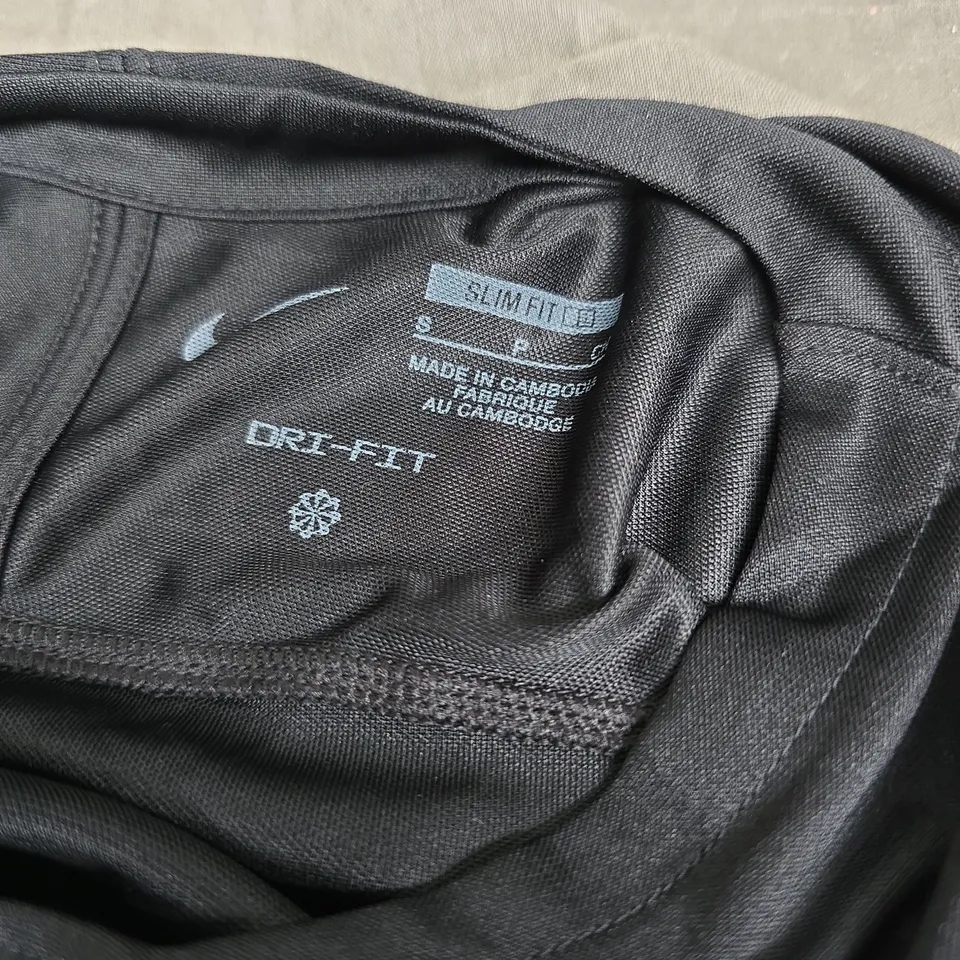 SLIM FIT
S P
MADE IN CAMBODIA
FABRIQUE
AU CAMBODGE
DRI-FIT